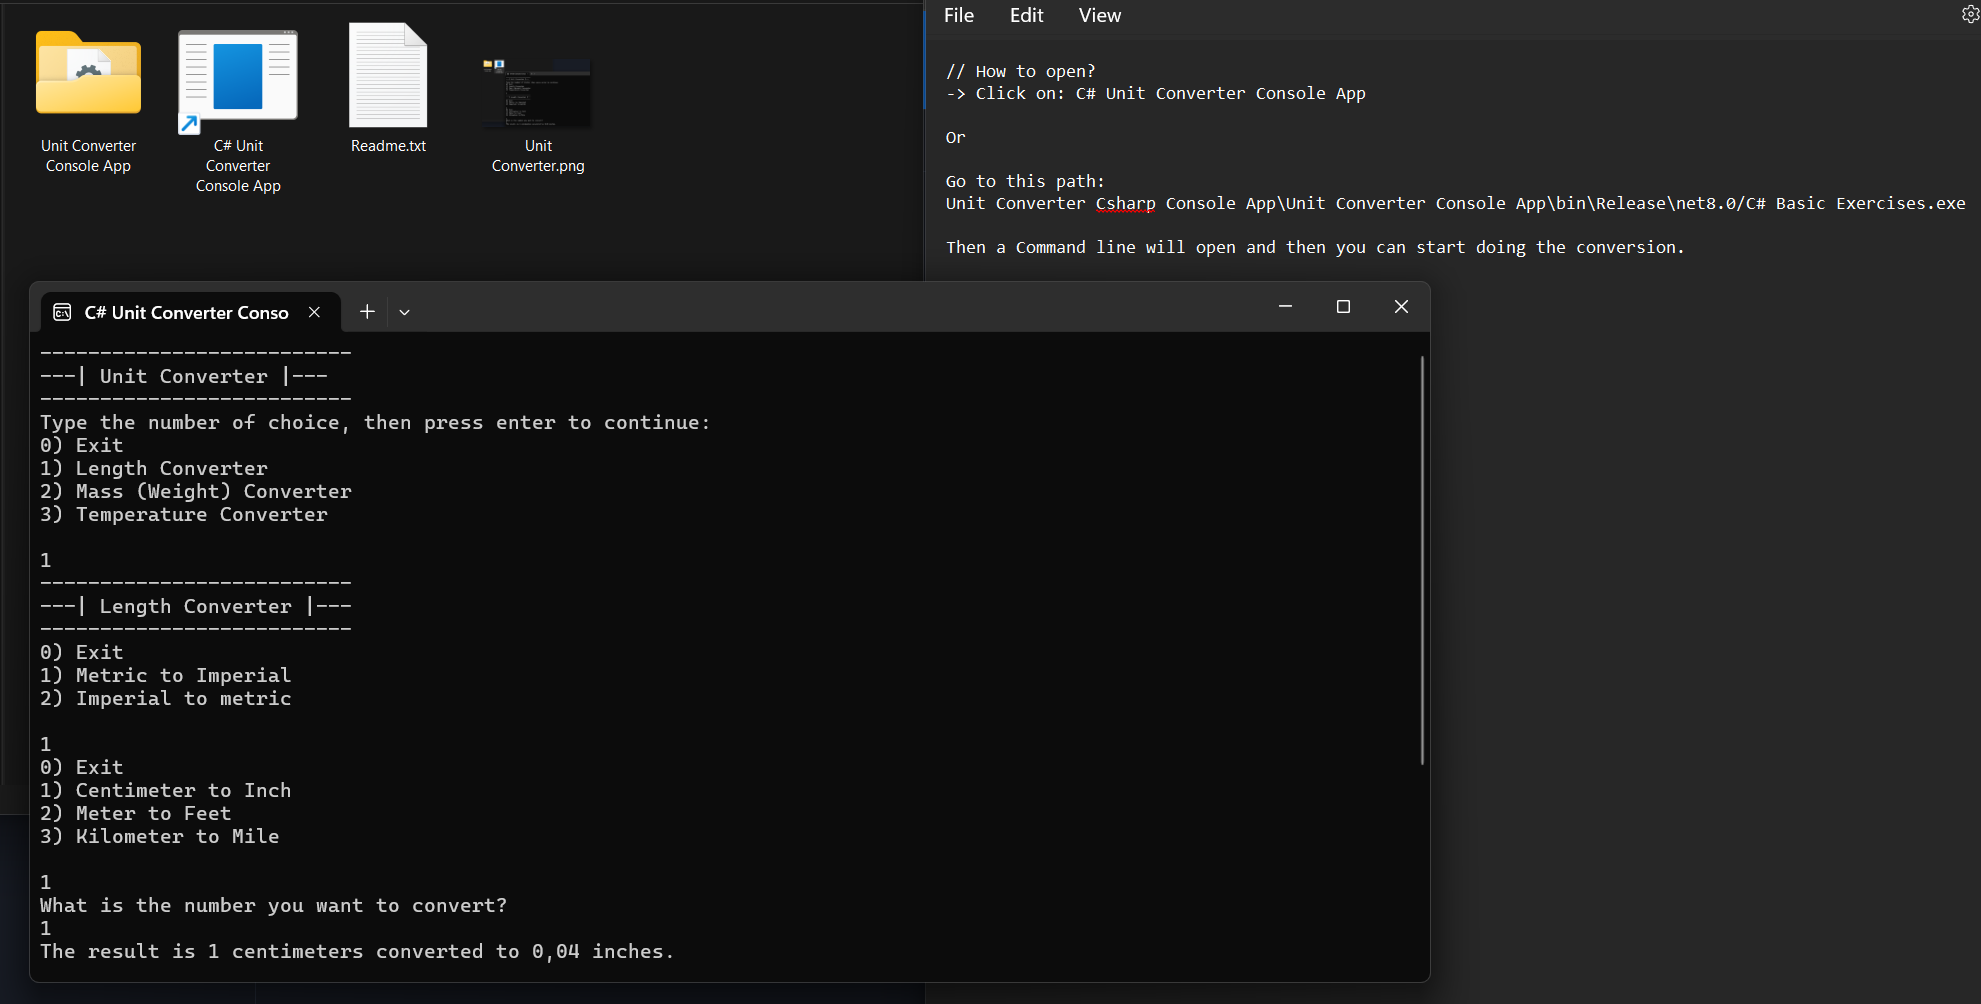 Unit Converter
Console App
C# Unit
Converter
Console App
Readme.txt
Unit
Converter.png
File Edit View
// How to open?
-> Click on: C# Unit Converter Console App
Or
Go to this path:
Unit Converter Csharp Console App\Unit Converter Console App\bin\Release\net8.0/C# Basic Exercises.exe
Then a Command line will open and then you can start doing the conversion.
C# Unit Converter Conso
--------------------------
---| Unit Converter |---
--------------------------
Type the number of choice, then press enter to continue:
0) Exit
1) Length Converter
2) Mass (Weight) Converter
3) Temperature Converter
1
--------------------------
---| Length Converter |---
--------------------------
0) Exit
1) Metric to Imperial
2) Imperial to metric
1
0) Exit
1) Centimeter to Inch
2) Meter to Feet
3) Kilometer to Mile
1
What is the number you want to convert?
1
The result is 1 centimeters converted to 0,04 inches.